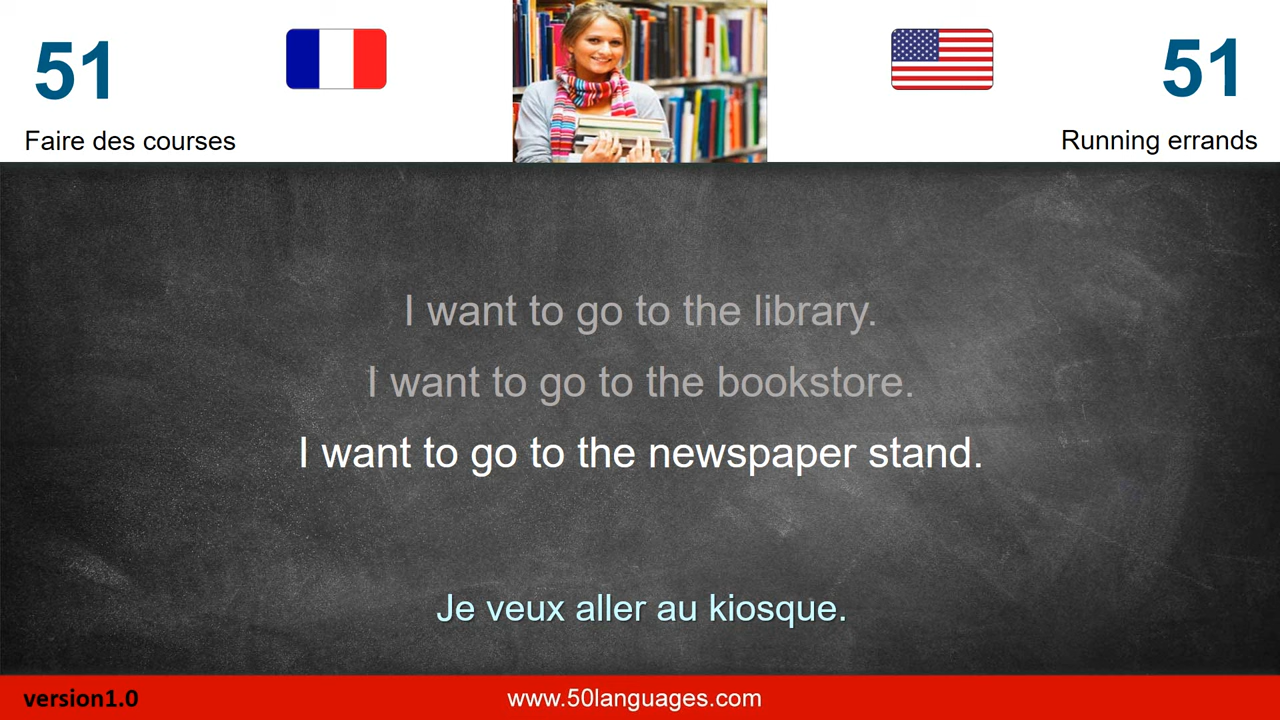 51
51
Faire des courses
Running errands
I want to go to the library.
I want to go to the bookstore.
I want to go to the newspaper stand.
Je veux aller au kiosque.
version1.0
www.50languages.com